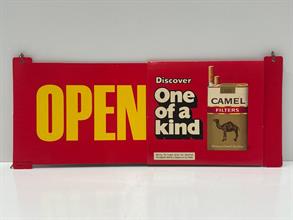 OPEN
Discover
One
of a
kind
CAMEL
FILTERS